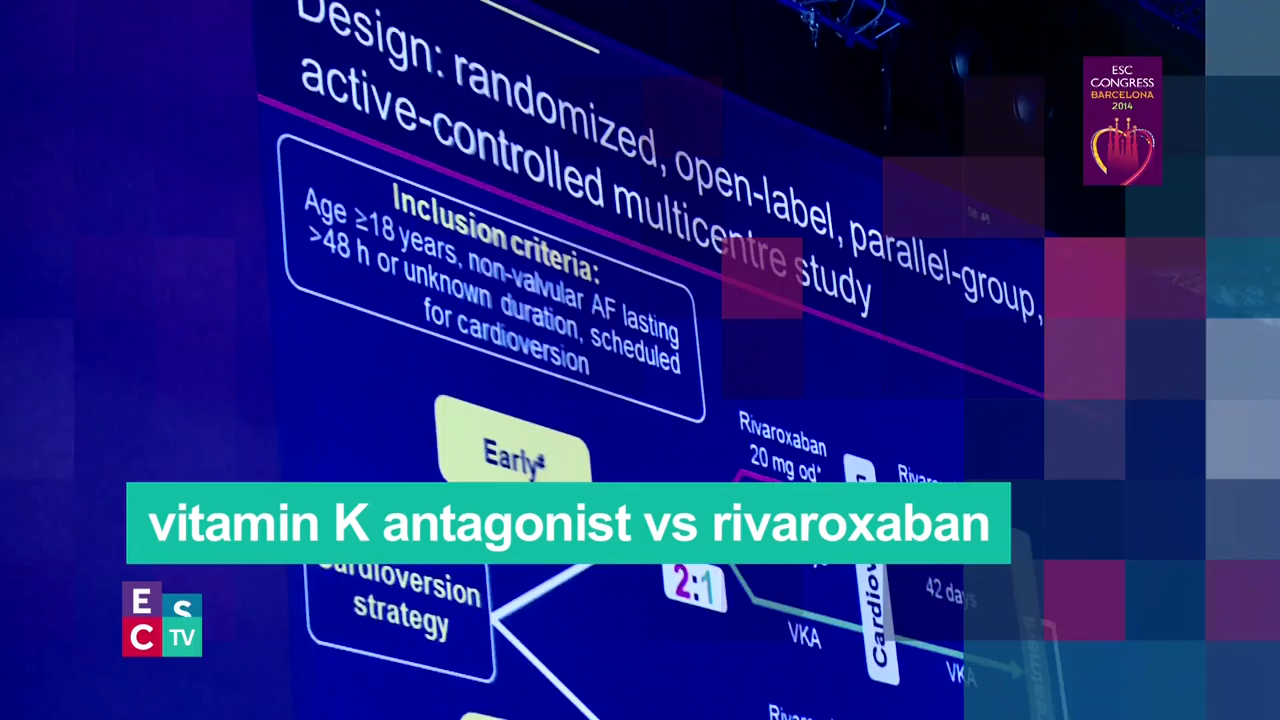 Design: randomized, open-label, parallel-group,
active-controlled multicentre study
ESC
CONGRESS
BARCELONA
2014
Inclusion criteria:
Age ≥18 years, non-valvular AF lasting
>48 h or unknown duration, scheduled
for cardioversion
Early‡
Rivaroxaban
20 mg od*
vitamin K antagonist vs rivaroxaban
Cardioversion
strategy
2:1
VKA
42 days
VKA
E S
C TV